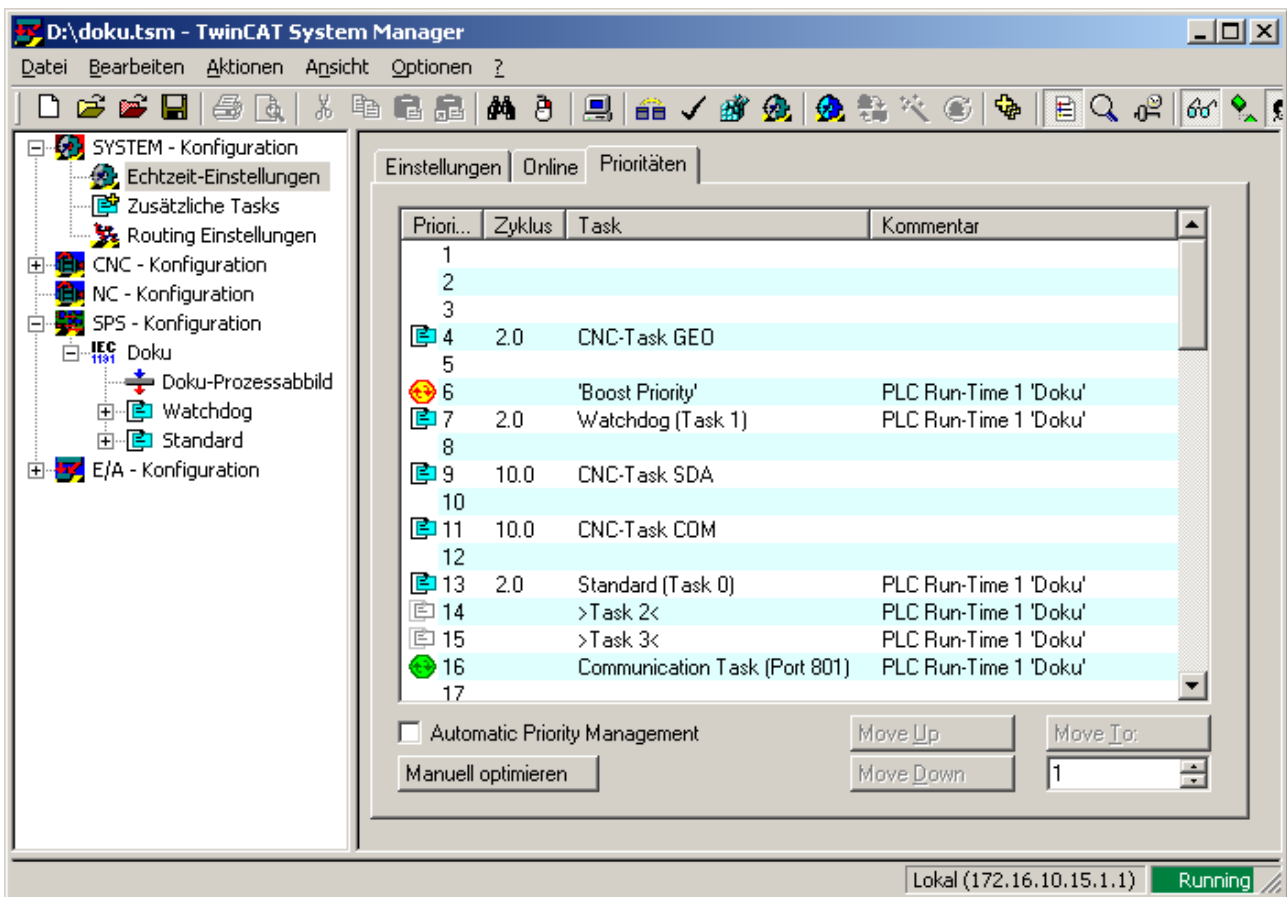 D:\doku.tsm - TwinCAT System Manager
Datei Bearbeiten Aktionen Ansicht Optionen ?
SYSTEM - Konfiguration
Echtzeit-Einstellungen
Zusätzliche Tasks
Routing Einstellungen
CNC - Konfiguration
NC - Konfiguration
SPS - Konfiguration
IEC 1131 Doku
Doku-Prozessabbild
Watchdog
Standard
E/A - Konfiguration
Einstellungen Online Prioritäten
Priori... Zyklus Task Kommentar
1
2
3
4 2.0 CNC-Task GEO
5
6 'Boost Priority' PLC Run-Time 1 'Doku'
7 2.0 Watchdog (Task 1) PLC Run-Time 1 'Doku'
8
9 10.0 CNC-Task SDA
10
11 10.0 CNC-Task COM
12
13 2.0 Standard (Task 0) PLC Run-Time 1 'Doku'
14 >Task 2< PLC Run-Time 1 'Doku'
15 >Task 3< PLC Run-Time 1 'Doku'
16 Communication Task (Port 801) PLC Run-Time 1 'Doku'
17
Automatic Priority Management Move Up Move To:
Manuell optimieren Move Down 1
Lokal (172.16.10.15.1.1) Running